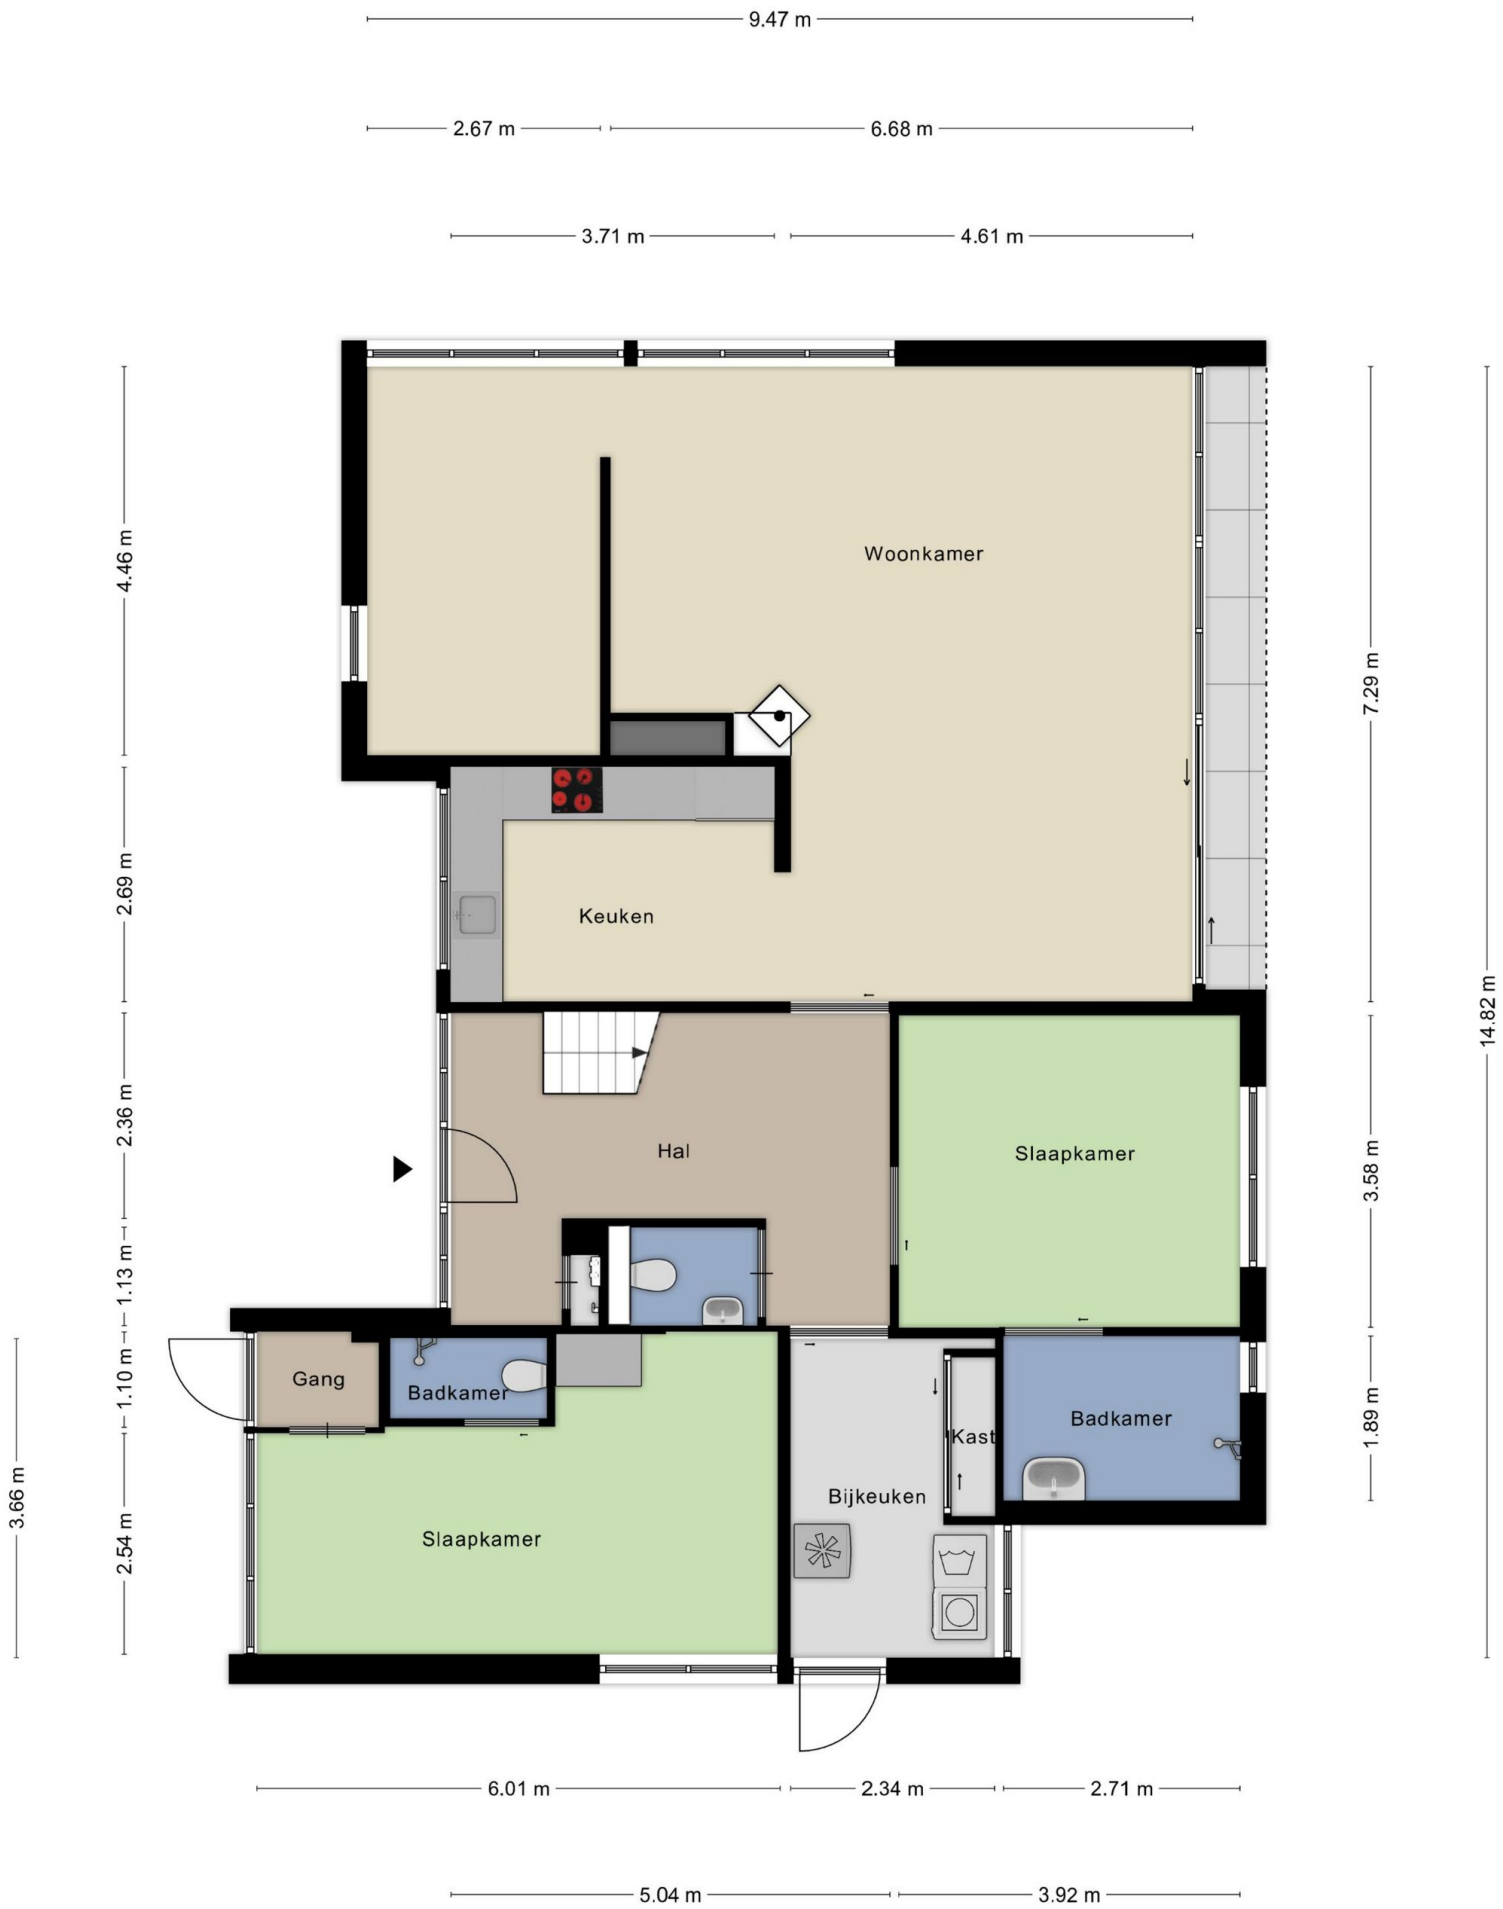 9.47 m
2.67 m
6.68 m
3.71 m
4.61 m
4.46 m
Woonkamer
7.29 m
2.69 m
Keuken
14.82 m
2.36 m
Hal
Slaapkamer
3.58 m
1.13 m
1.10 m
Gang
Badkamer
Badkamer
1.89 m
Kast
3.66 m
2.54 m
Bijkeuken
Slaapkamer
6.01 m
2.34 m
2.71 m
5.04 m
3.92 m